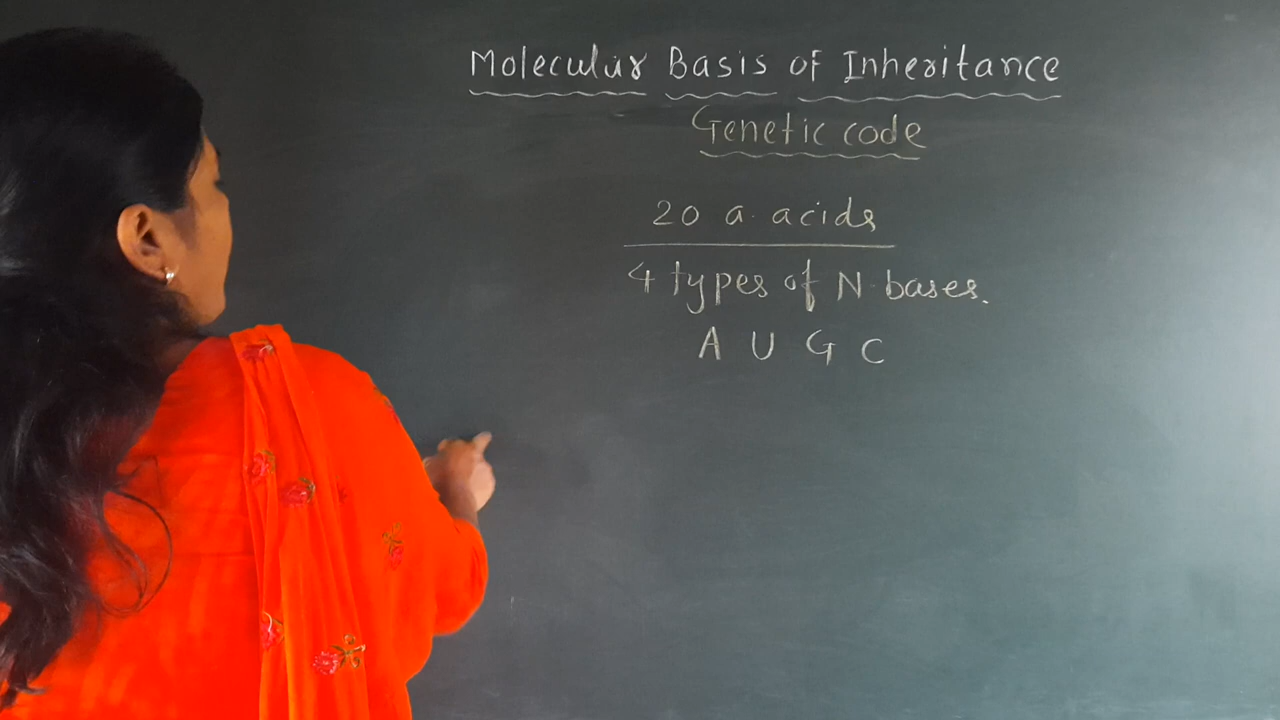 Molecular Basis of Inheritance
Genetic code
20 a. acids
4 types of N-bases.
A U G C